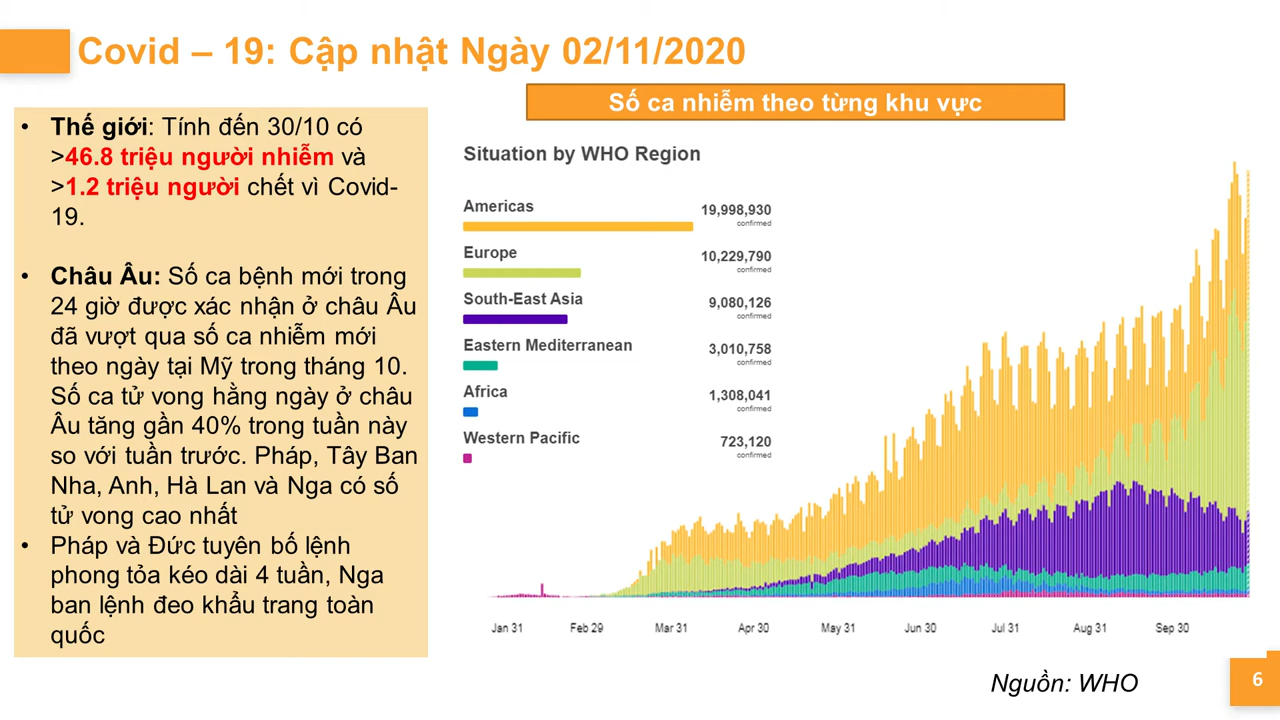 Covid – 19: Cập nhật Ngày 02/11/2020
• Thế giới: Tính đến 30/10 có
>46.8 triệu người nhiễm và
>1.2 triệu người chết vì Covid-
19.
• Châu Âu: Số ca bệnh mới trong
24 giờ được xác nhận ở châu Âu
đã vượt qua số ca nhiễm mới
theo ngày tại Mỹ trong tháng 10.
Số ca tử vong hằng ngày ở châu
Âu tăng gần 40% trong tuần này
so với tuần trước. Pháp, Tây Ban
Nha, Anh, Hà Lan và Nga có số
tử vong cao nhất
• Pháp và Đức tuyên bố lệnh
phong tỏa kéo dài 4 tuần, Nga
ban lệnh đeo khẩu trang toàn
quốc
Số ca nhiễm theo từng khu vực
Situation by WHO Region
Americas 19,998,930
confirmed
Europe 10,229,790
confirmed
South-East Asia 9,080,126
confirmed
Eastern Mediterranean 3,010,758
confirmed
Africa 1,308,041
confirmed
Western Pacific 723,120
confirmed
Jan 31 Feb 29 Mar 31 Apr 30 May 31 Jun 30 Jul 31 Aug 31 Sep 30
Nguồn: WHO
6